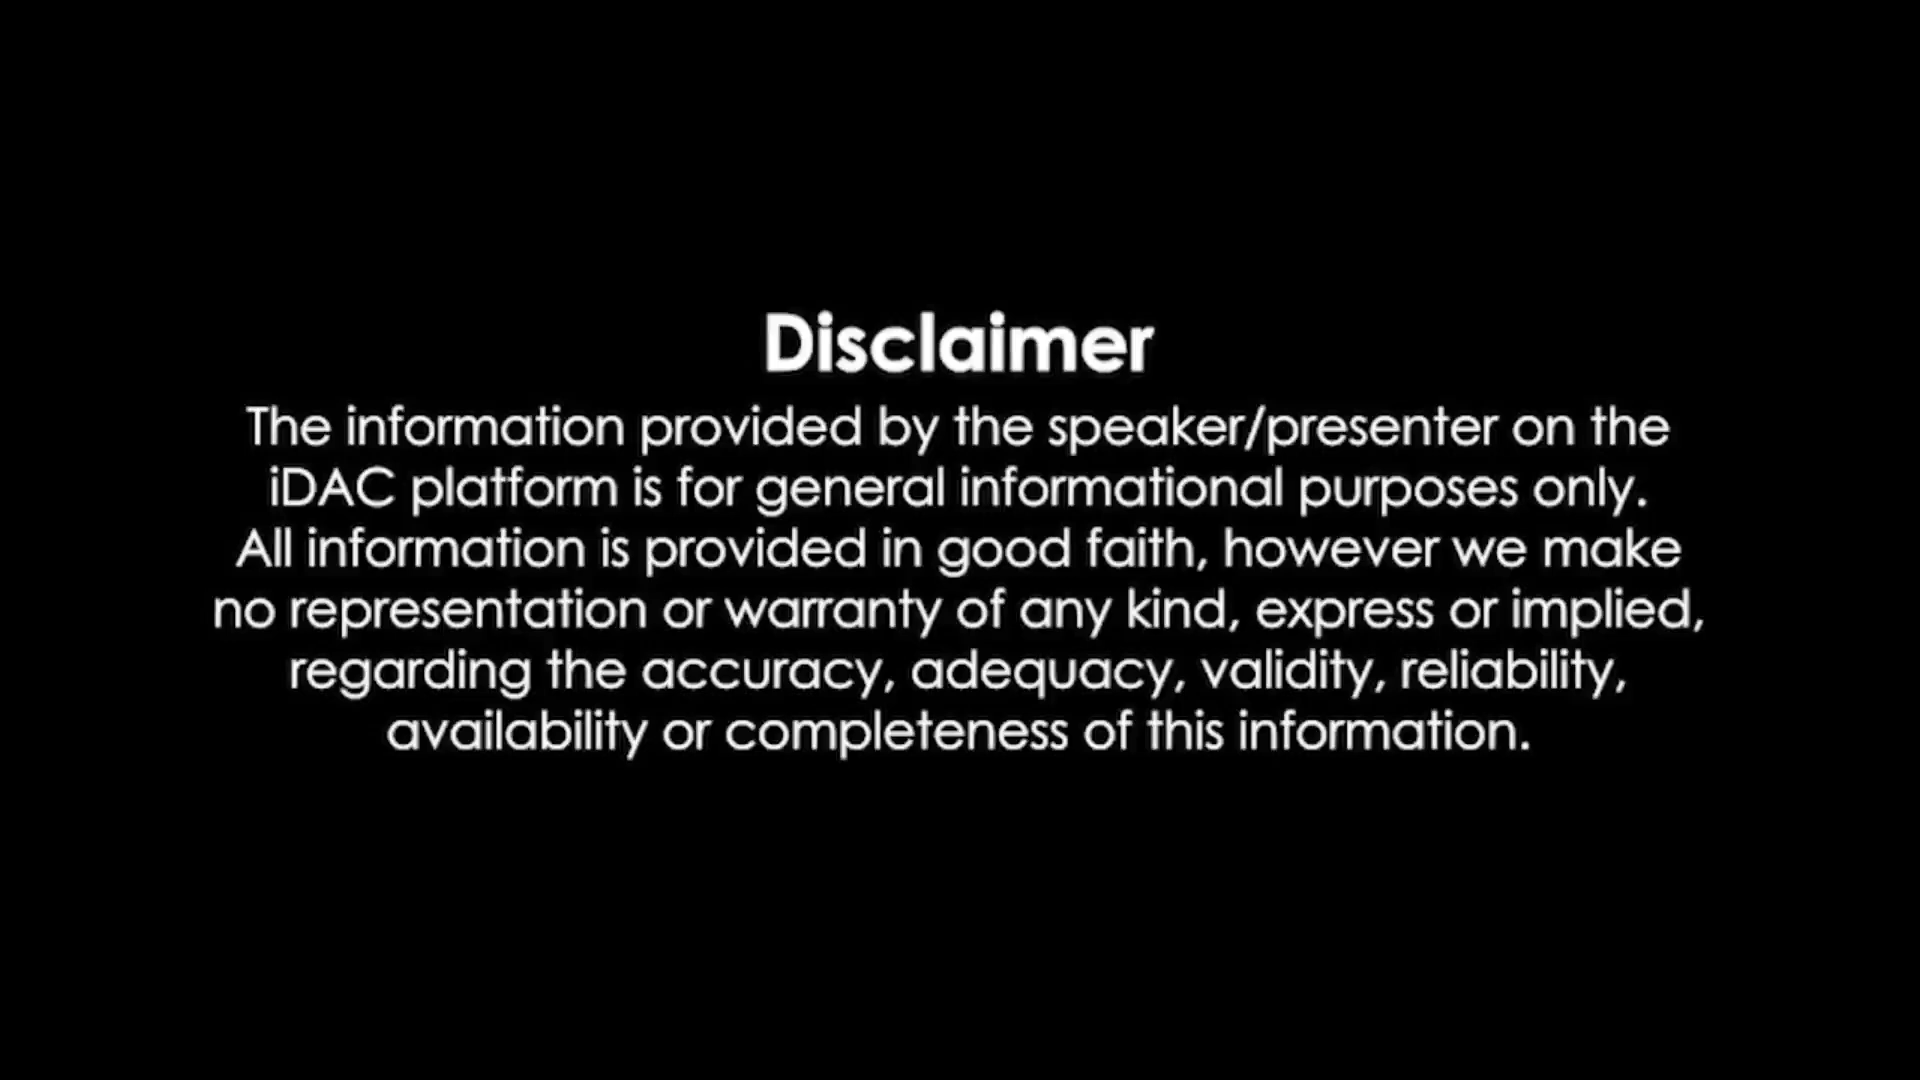 Disclaimer
The information provided by the speaker/presenter on the
iDAC platform is for general informational purposes only.
All information is provided in good faith, however we make
no representation or warranty of any kind, express or implied,
regarding the accuracy, adequacy, validity, reliability,
availability or completeness of this information.